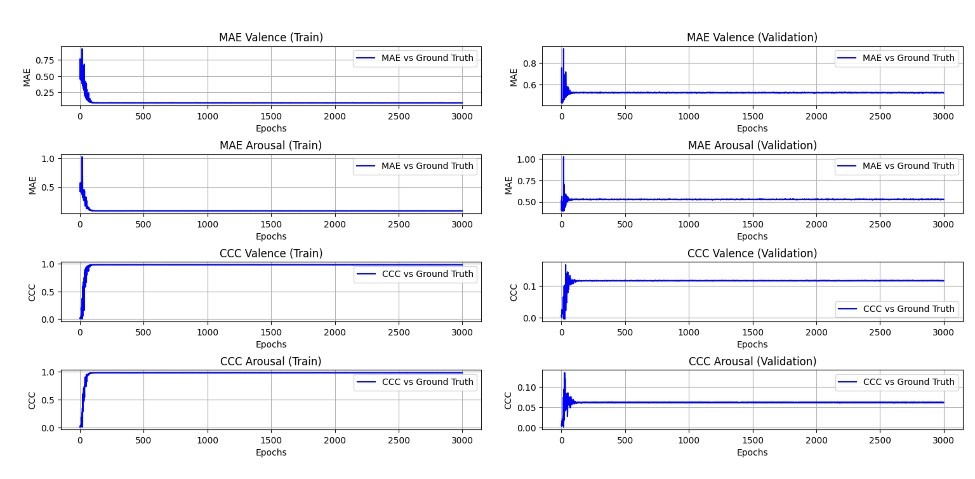 MAE Valence (Train)
MAE
0.75
0.50
0.25
MAE vs Ground Truth
0 500 1000 1500 2000 2500 3000
Epochs
MAE Valence (Validation)
MAE
0.8
0.6
MAE vs Ground Truth
0 500 1000 1500 2000 2500 3000
Epochs
MAE Arousal (Train)
MAE
1.0
0.5
MAE vs Ground Truth
0 500 1000 1500 2000 2500 3000
Epochs
MAE Arousal (Validation)
MAE
1.00
0.75
0.50
MAE vs Ground Truth
0 500 1000 1500 2000 2500 3000
Epochs
CCC Valence (Train)
CCC
1.0
0.5
0.0
CCC vs Ground Truth
0 500 1000 1500 2000 2500 3000
Epochs
CCC Valence (Validation)
CCC
0.1
0.0
CCC vs Ground Truth
0 500 1000 1500 2000 2500 3000
Epochs
CCC Arousal (Train)
CCC
1.0
0.5
0.0
CCC vs Ground Truth
0 500 1000 1500 2000 2500 3000
Epochs
CCC Arousal (Validation)
CCC
0.10
0.05
0.00
CCC vs Ground Truth
0 500 1000 1500 2000 2500 3000
Epochs